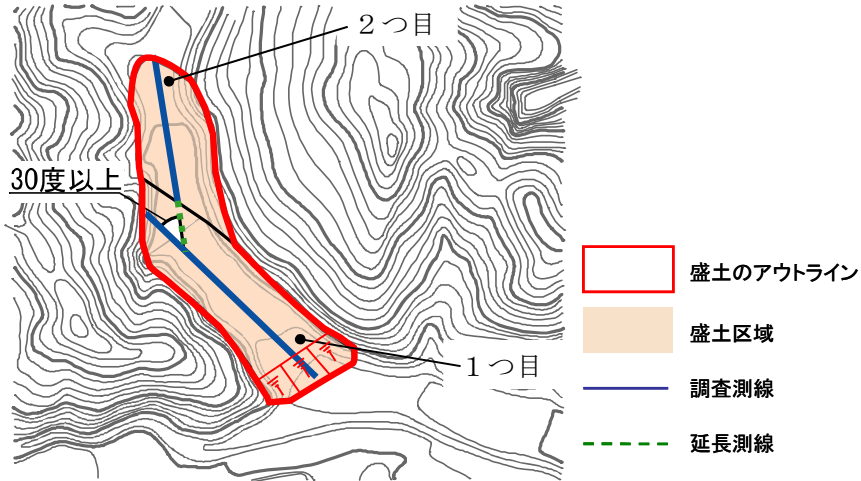 ２つ目
30度以上
１つ目
盛土のアウトライン
盛土区域
調査測線
延長測線